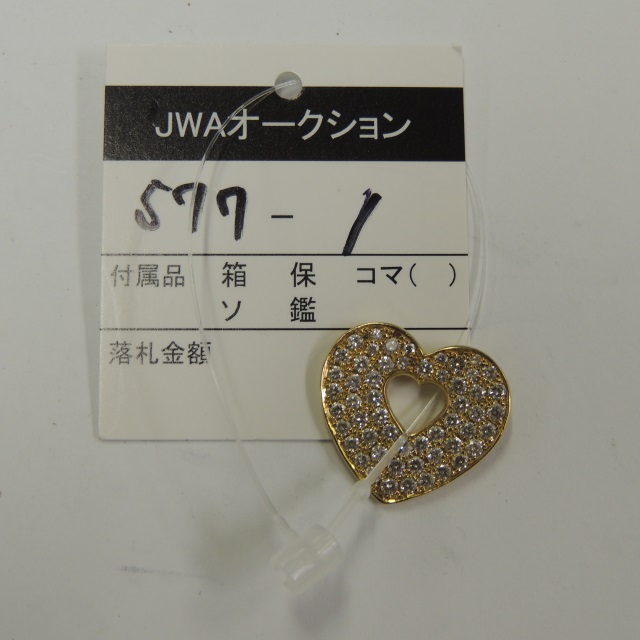 JWAオークション
577-1
付属品 箱 保 コマ( )
ソ 鑑
落札金額